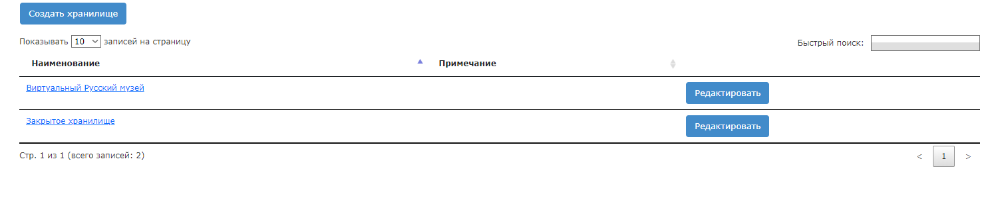 Создать хранилище
Показывать 10 записей на страницу
Быстрый поиск:
Наименование Примечание
Виртуальный Русский музей Редактировать
Закрытое хранилище Редактировать
Стр. 1 из 1 (всего записей: 2) < 1 >